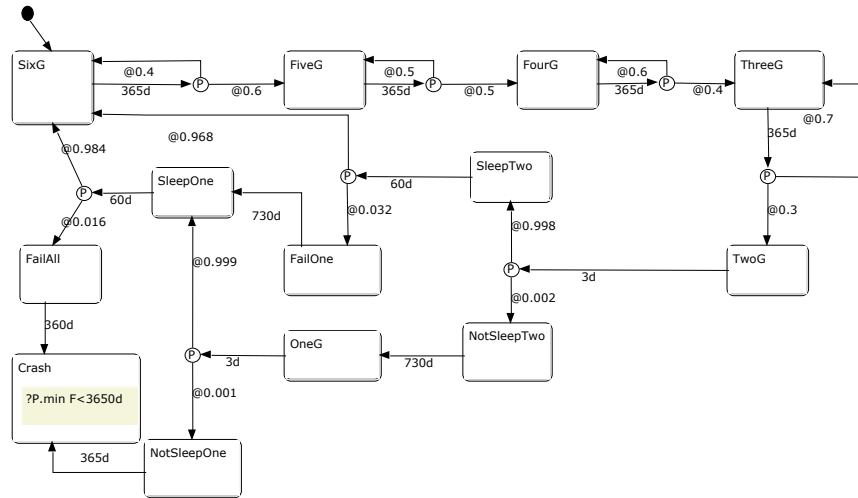 SixG
@0.4
365d
P
@0.6
FiveG
@0.5
365d
P
@0.5
FourG
@0.6
365d
P
@0.4
ThreeG
@0.7
365d
@0.968
@0.984
SleepOne
P
60d
@0.016
730d
P
60d
@0.032
SleepTwo
P
@0.3
@0.998
FailAll
@0.999
FailOne
P
3d
TwoG
@0.002
360d
Crash
?P.min F<3650d
P
3d
OneG
730d
NotSleepTwo
@0.001
365d
NotSleepOne